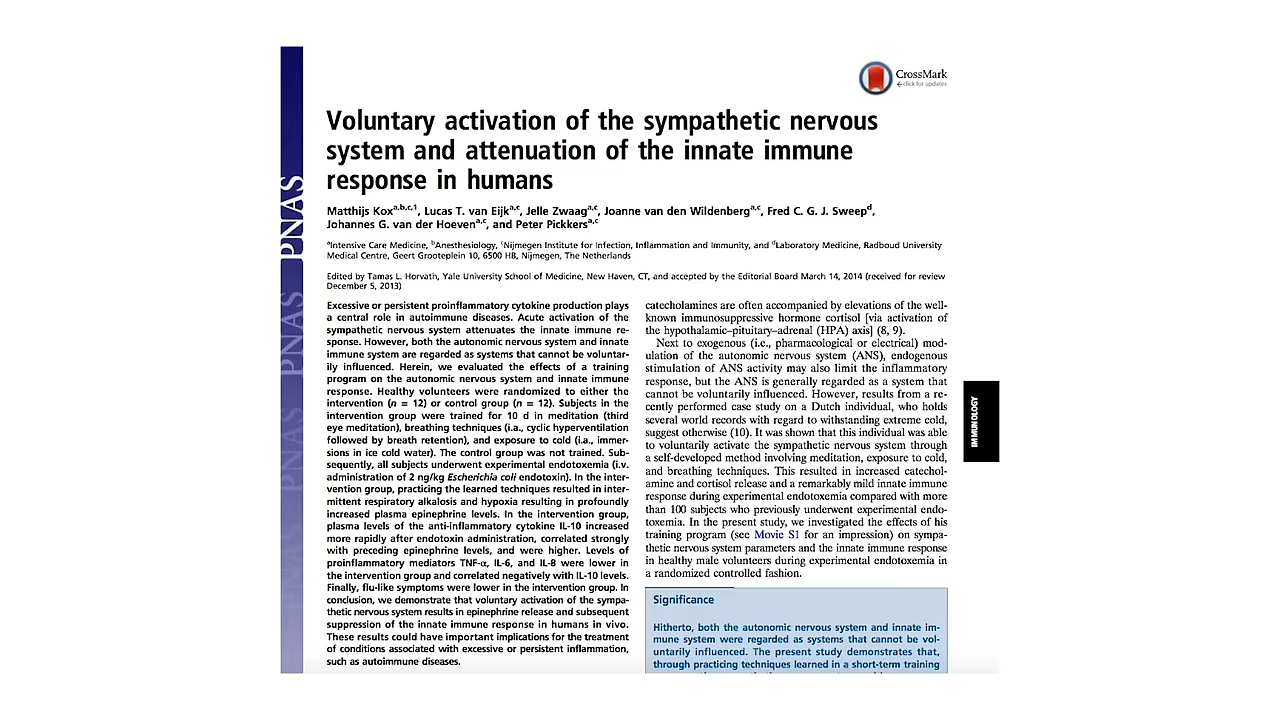 CrossMark
click for updates
Voluntary activation of the sympathetic nervous
system and attenuation of the innate immune
response in humans
Matthijs Koxa,b,c,1, Lucas T. van Eijka,c, Jelle Zwaaga,c, Joanne van den Wildenberga,c, Fred C. G. J. Sweepd,
Johannes G. van der Hoevena,c, and Peter Pickkersa,c
aIntensive Care Medicine, bAnesthesiology, cNijmegen Institute for Infection, Inflammation and Immunity, and dLaboratory Medicine, Radboud University
Medical Centre, Geert Grooteplein 10, 6500 HB, Nijmegen, The Netherlands
Edited by Tamas L. Horvath, Yale University School of Medicine, New Haven, CT, and accepted by the Editorial Board March 14, 2014 (received for review
December 5, 2013)
Excessive or persistent proinflammatory cytokine production plays
a central role in autoimmune diseases. Acute activation of the
sympathetic nervous system attenuates the innate immune re-
sponse. However, both the autonomic nervous system and innate
immune system are regarded as systems that cannot be voluntar-
ily influenced. Herein, we evaluated the effects of a training
program on the autonomic nervous system and innate immune
response. Healthy volunteers were randomized to either the
intervention (n = 12) or control group (n = 12). Subjects in the
intervention group were trained for 10 d in meditation (third
eye meditation), breathing techniques (i.a., cyclic hyperventilation
followed by breath retention), and exposure to cold (i.a., immer-
sions in ice cold water). The control group was not trained. Sub-
sequently, all subjects underwent experimental endotoxemia (i.v.
administration of 2 ng/kg Escherichia coli endotoxin). In the inter-
vention group, practicing the learned techniques resulted in inter-
mittent respiratory alkalosis and hypoxia resulting in profoundly
increased plasma epinephrine levels. In the intervention group,
plasma levels of the anti-inflammatory cytokine IL-10 increased
more rapidly after endotoxin administration, correlated strongly
with preceding epinephrine levels, and were higher. Levels of
proinflammatory mediators TNF-α, IL-6, and IL-8 were lower in
the intervention group and correlated negatively with IL-10 levels.
Finally, flu-like symptoms were lower in the intervention group. In
conclusion, we demonstrate that voluntary activation of the sympa-
thetic nervous system results in epinephrine release and subsequent
suppression of the innate immune response in humans in vivo.
These results could have important implications for the treatment
of conditions associated with excessive or persistent inflammation,
such as autoimmune diseases.
catecholamines are often accompanied by elevations of the well-
known immunosuppressive hormone cortisol [via activation of
the hypothalamic–pituitary–adrenal (HPA) axis] (8, 9).
Next to exogenous (i.e., pharmacological or electrical) mod-
ulation of the autonomic nervous system (ANS), endogenous
stimulation of ANS activity may also limit the inflammatory
response, but the ANS is generally regarded as a system that
cannot be voluntarily influenced. However, results from a re-
cently performed case study on a Dutch individual, who holds
several world records with regard to withstanding extreme cold,
suggest otherwise (10). It was shown that this individual was able
to voluntarily activate the sympathetic nervous system through
a self-developed method involving meditation, exposure to cold,
and breathing techniques. This resulted in increased catechol-
amine and cortisol release and a remarkably mild innate immune
response during experimental endotoxemia compared with more
than 100 subjects who previously underwent experimental endo-
toxemia. In the present study, we investigated the effects of his
training program (see Movie S1 for an impression) on sympa-
thetic nervous system parameters and the innate immune response
in healthy male volunteers during experimental endotoxemia in
a randomized controlled fashion.
Significance
Hitherto, both the autonomic nervous system and innate im-
mune system were regarded as systems that cannot be vol-
untarily influenced. The present study demonstrates that,
through practicing techniques learned in a short-term training
IMMUNOLOGY
PNAS
PNAS
PNAS
PNAS